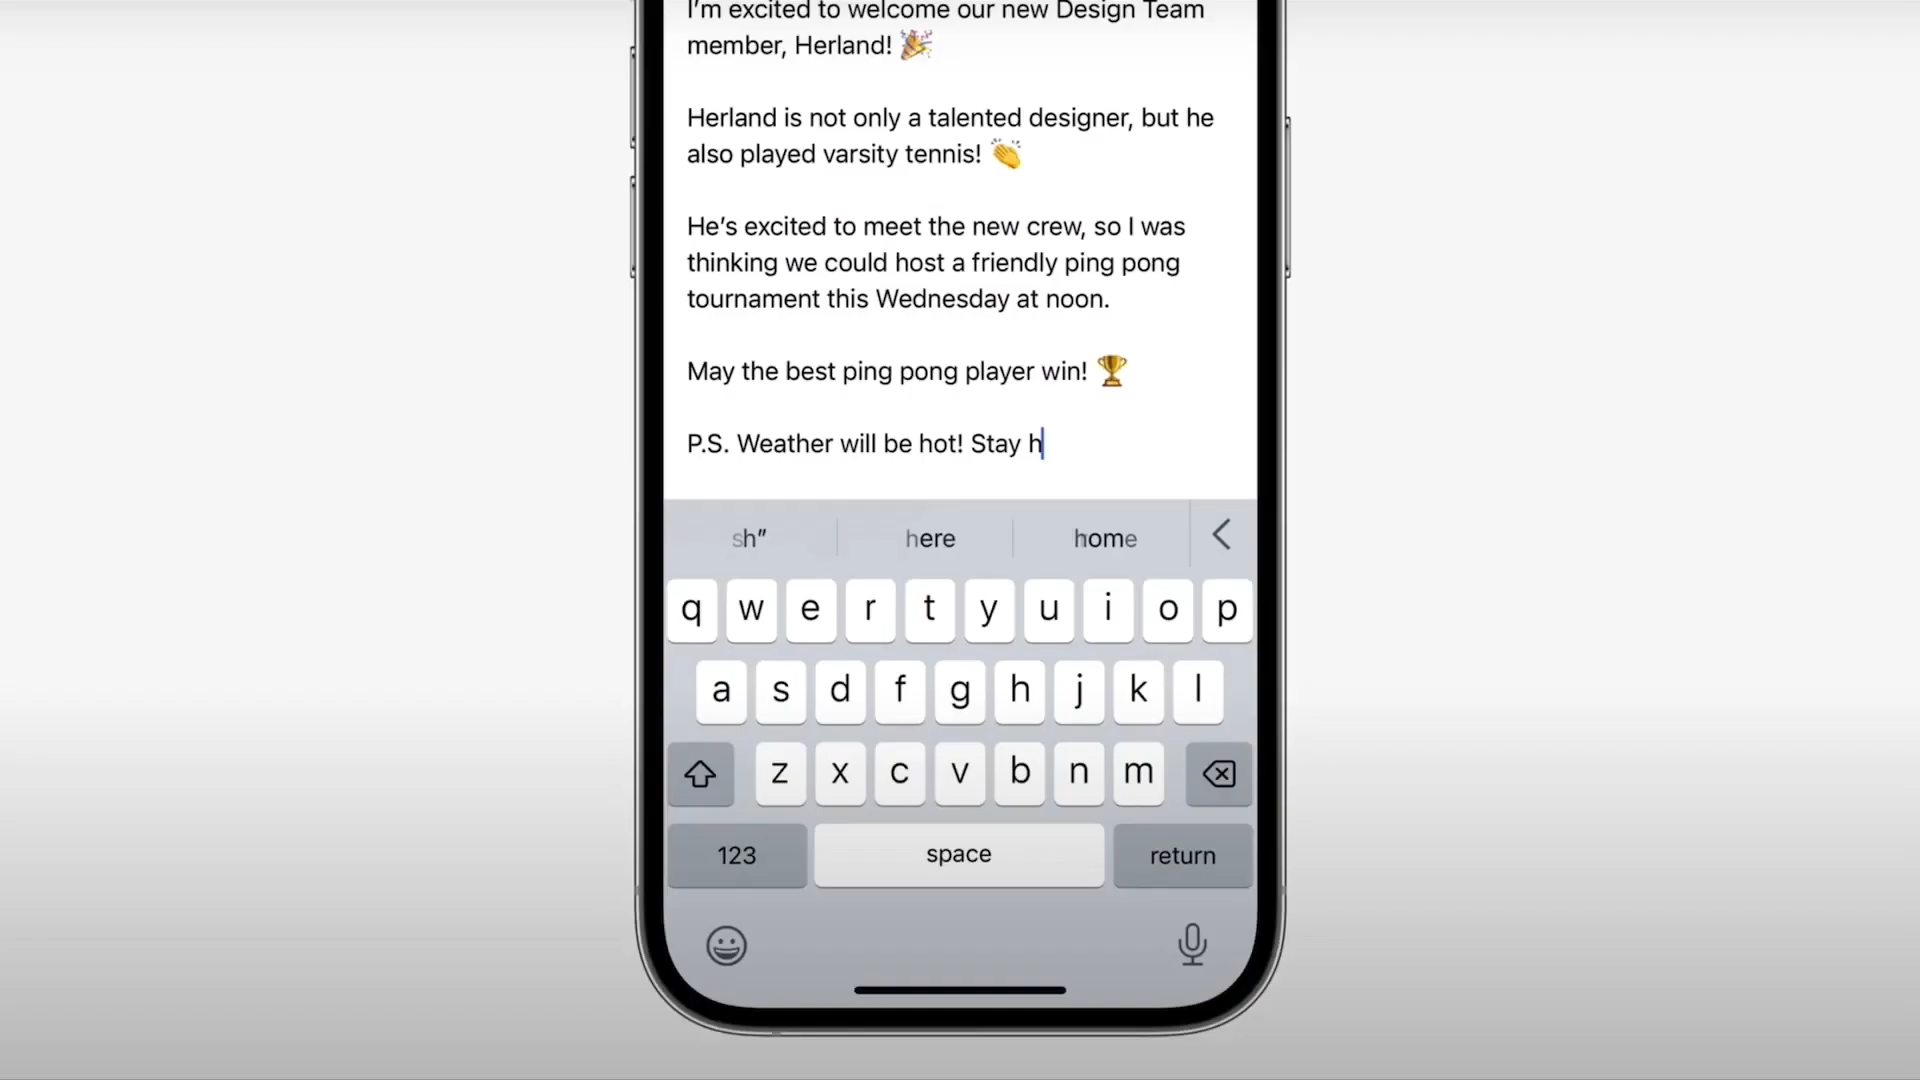 I’m excited to welcome our new Design Team
member, Herland! 🎉
Herland is not only a talented designer, but he
also played varsity tennis! 👏
He’s excited to meet the new crew, so I was
thinking we could host a friendly ping pong
tournament this Wednesday at noon.
May the best ping pong player win! 🏆
P.S. Weather will be hot! Stay h
sh” here home
q w e r t y u i o p
a s d f g h j k l
z x c v b n m
123 space return